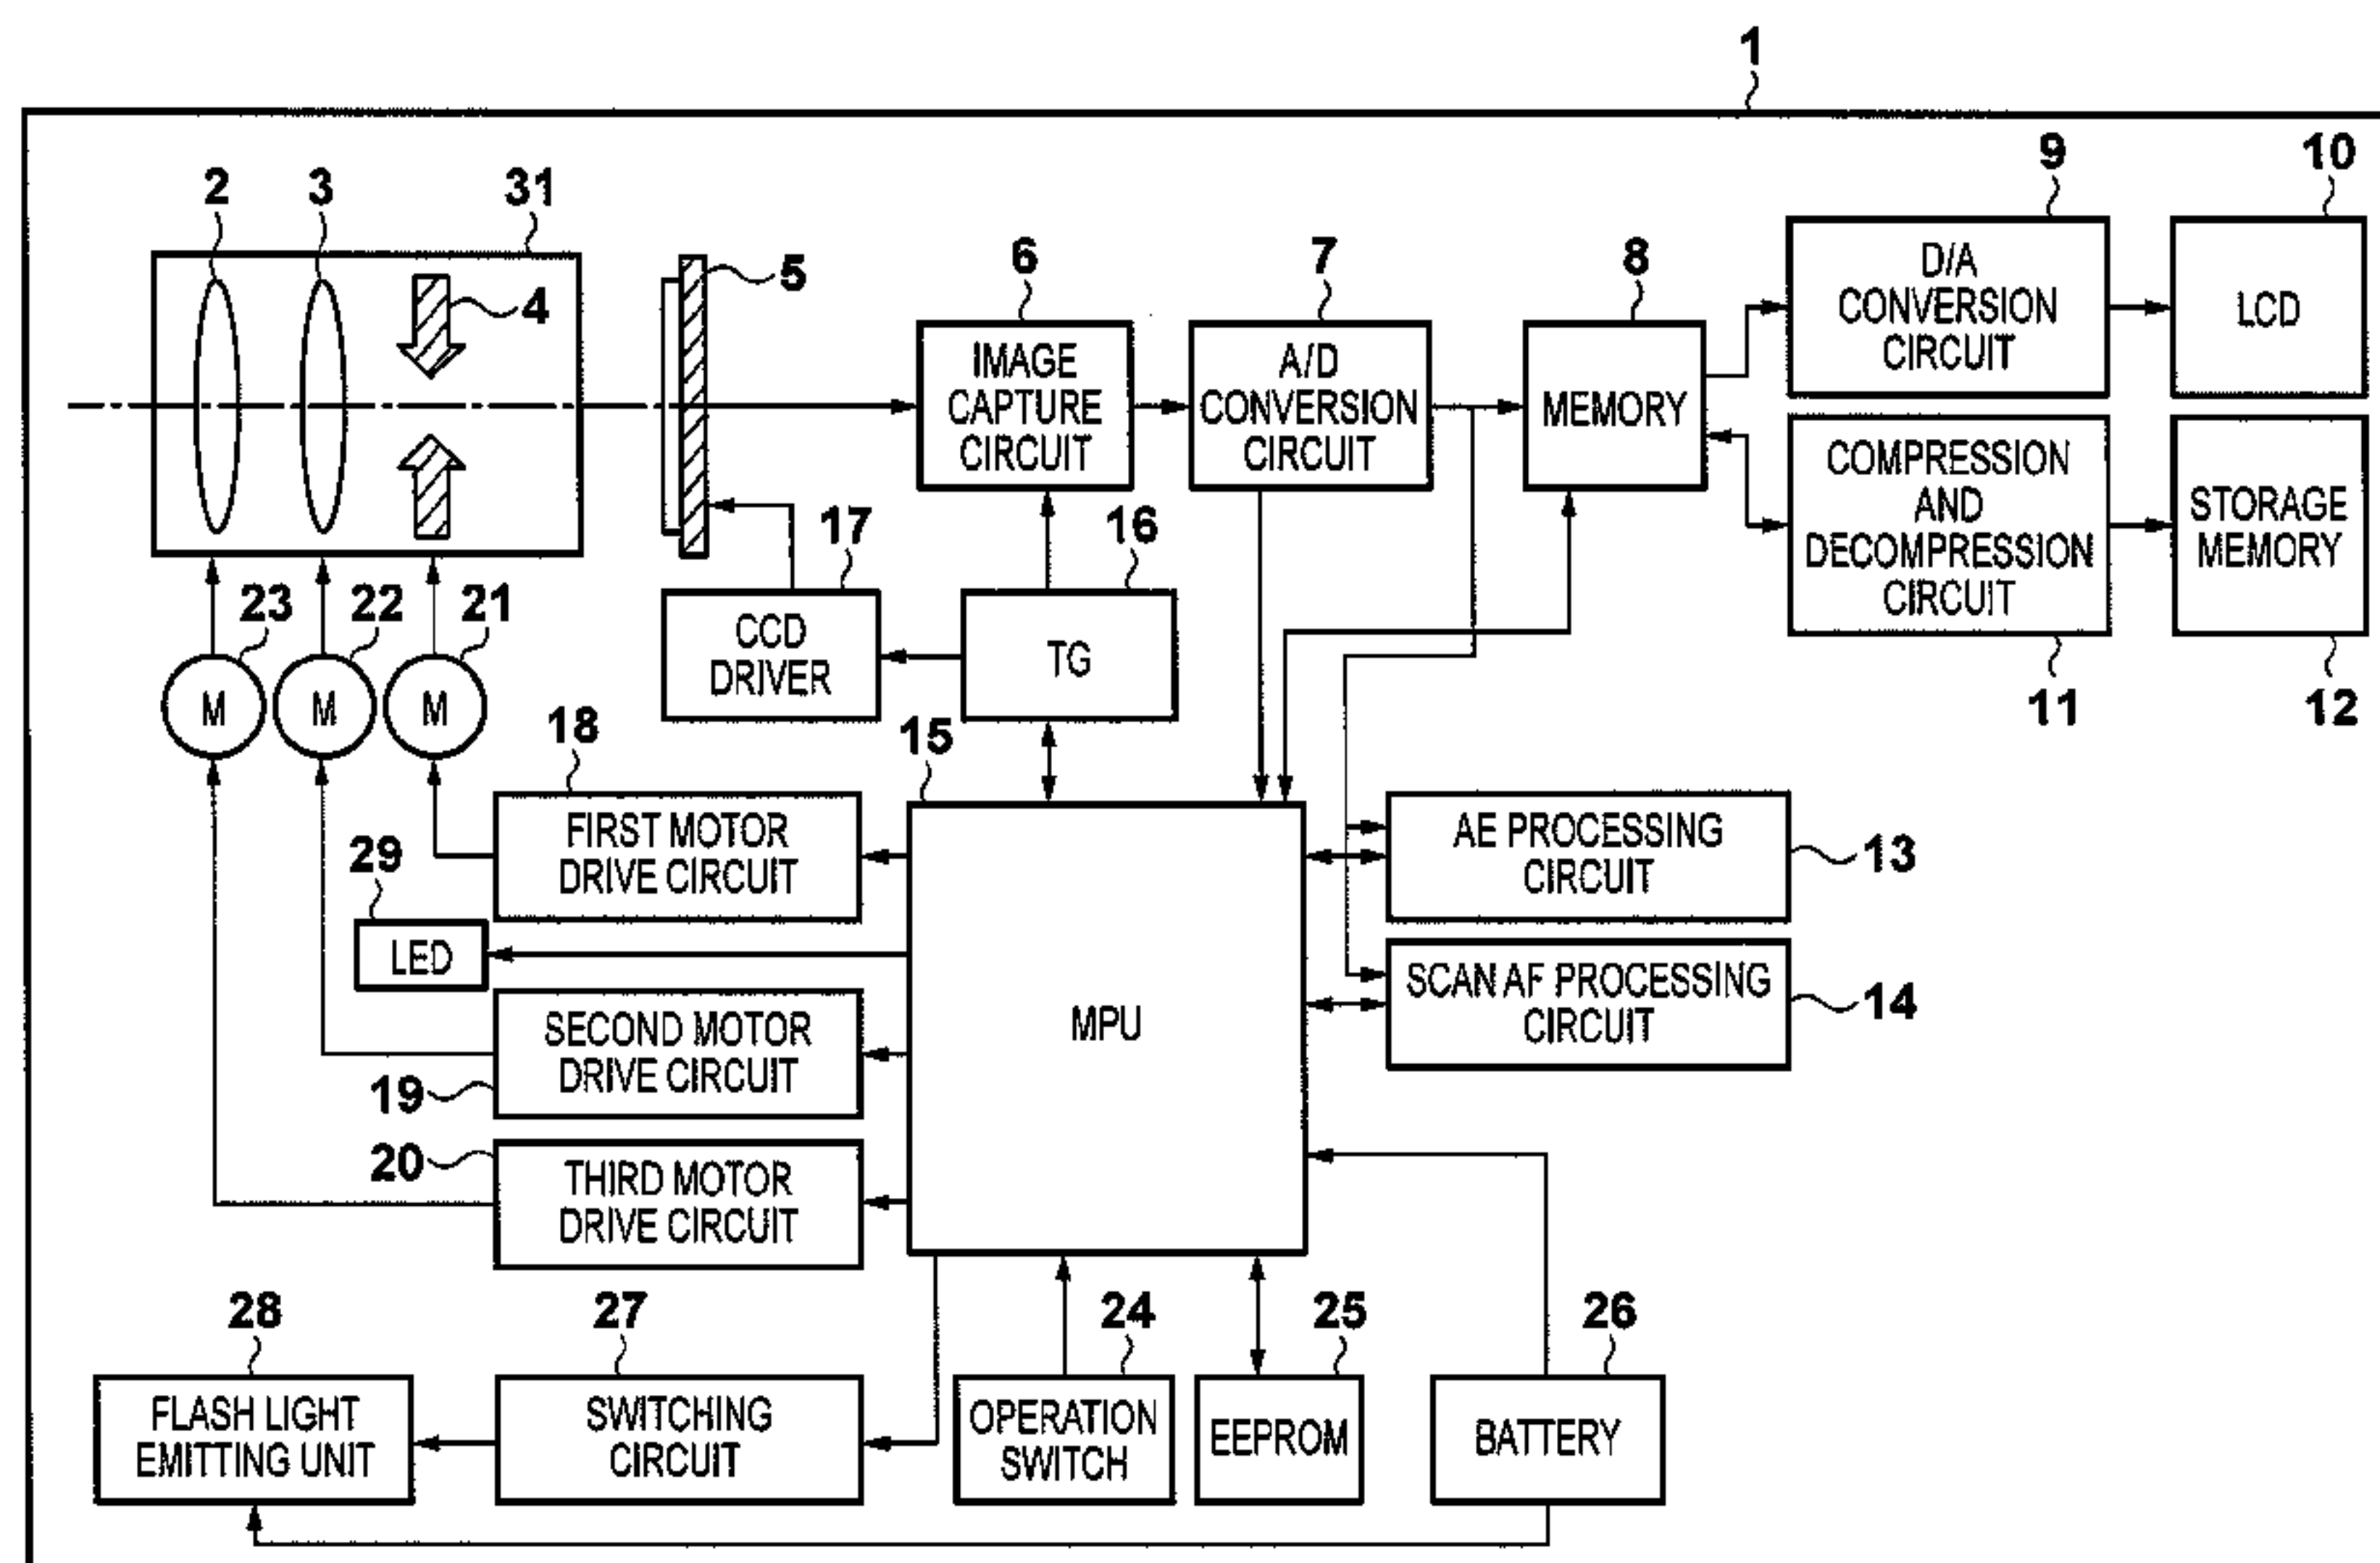 1
9
10
2
3
31
6
7
8
5
4
D/A
CONVERSION
CIRCUIT
LCD
IMAGE
CAPTURE
CIRCUIT
A/D
CONVERSION
CIRCUIT
MEMORY
COMPRESSION
AND
DECOMPRESSION
CIRCUIT
STORAGE
MEMORY
17
16
23
22
21
CCD
DRIVER
TG
11
12
M
M
M
18
15
FIRST MOTOR
DRIVE CIRCUIT
AE PROCESSING
CIRCUIT
13
29
LED
SCAN AF PROCESSING
CIRCUIT
14
MPU
SECOND MOTOR
DRIVE CIRCUIT
19
20
THIRD MOTOR
DRIVE CIRCUIT
28
27
24
25
26
FLASH LIGHT
EMITTING UNIT
SWITCHING
CIRCUIT
OPERATION
SWITCH
EEPROM
BATTERY